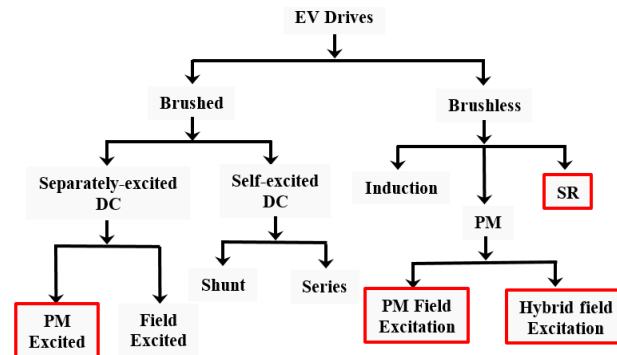 EV Drives
Brushed
Brushless
Separately-excited
DC
Self-excited
DC
Induction
SR
PM
Shunt
Series
PM
Excited
Field
Excited
PM Field
Excitation
Hybrid field
Excitation